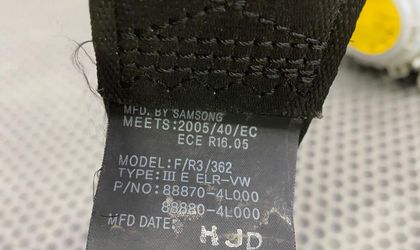 MFD. BY SAMSONG
MEETS:2005/40/EC
ECE R16.05
MODEL:F/R3/362
TYPE: III E ELR-VW
P/NO: 88870-4L000
88880-4L000
MFD DATE: HJD